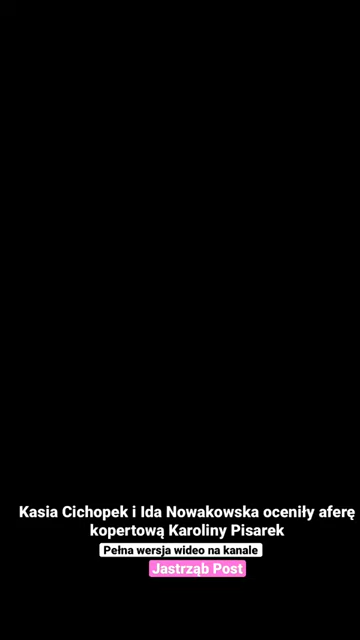 Kasia Cichopek i Ida Nowakowska oceniły aferę
kopertową Karoliny Pisarek
Pełna wersja wideo na kanale
Jastrząb Post